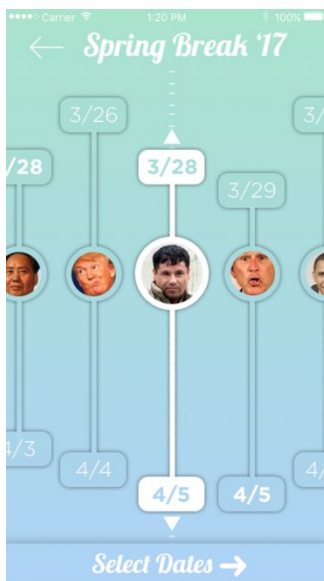 Carrier 1:20 PM 100%
Spring Break ‘17
3/26 3/
/28 3/28
3/29
4/3
4/4 4/
4/5 4/5
Select Dates